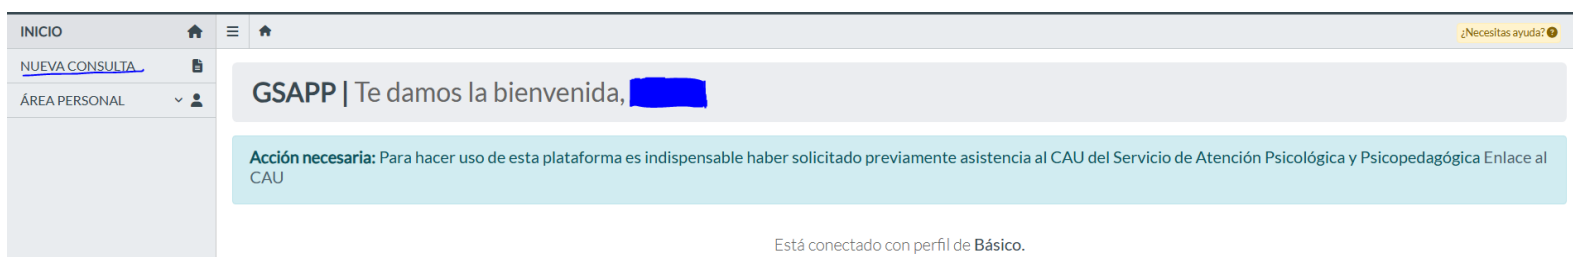 INICIO
¿Necesitas ayuda?
NUEVA CONSULTA
ÁREA PERSONAL
GSAPP | Te damos la bienvenida,
Acción necesaria: Para hacer uso de esta plataforma es indispensable haber solicitado previamente asistencia al CAU del Servicio de Atención Psicológica y Psicopedagógica Enlace al
CAU
Está conectado con perfil de Básico.